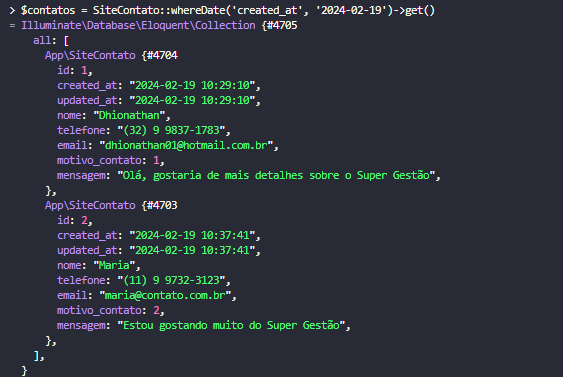 > $contatos = SiteContato::whereDate('created_at', '2024-02-19')->get()
= Illuminate\Database\Eloquent\Collection {#4705
all: [
App\SiteContato {#4704
id: 1,
created_at: "2024-02-19 10:29:10",
updated_at: "2024-02-19 10:29:10",
nome: "Dhionathan",
telefone: "(32) 9 9837-1783",
email: "dhionathan01@hotmail.com.br",
motivo_contato: 1,
mensagem: "Olá, gostaria de mais detalhes sobre o Super Gestão",
},
App\SiteContato {#4703
id: 2,
created_at: "2024-02-19 10:37:41",
updated_at: "2024-02-19 10:37:41",
nome: "Maria",
telefone: "(11) 9 9732-3123",
email: "maria@contato.com.br",
motivo_contato: 2,
mensagem: "Estou gostando muito do Super Gestão",
},
],
}